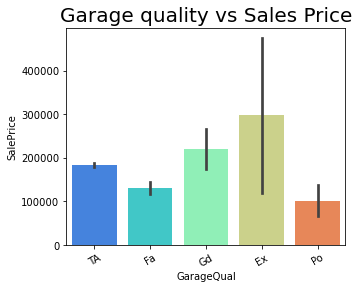 Garage quality vs Sales Price
SalePrice
400000
300000
200000
100000
0
TA Fa Gd Ex Po
GarageQual